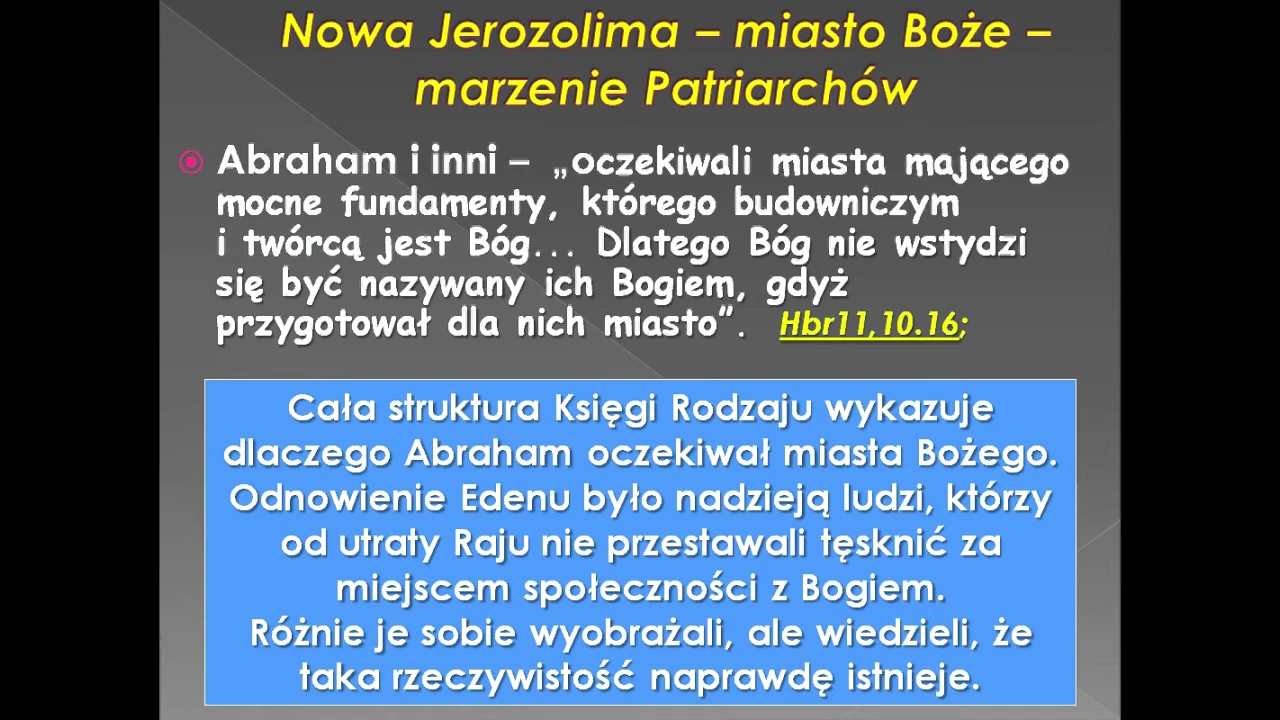 Nowa Jerozolima – miasto Boże –
marzenie Patriarchów
Abraham i inni – „oczekiwali miasta mającego
mocne fundamenty, którego budowniczym
i twórcą jest Bóg... Dlatego Bóg nie wstydzi
się być nazywany ich Bogiem, gdyż
przygotował dla nich miasto”. Hbr11,10.16;
Cała struktura Księgi Rodzaju wykazuje
dlaczego Abraham oczekiwał miasta Bożego.
Odnowienie Edenu było nadzieją ludzi, którzy
od utraty Raju nie przestawali tęsknić za
miejscem społeczności z Bogiem.
Różnie je sobie wyobrażali, ale wiedzieli, że
taka rzeczywistość naprawdę istnieje.